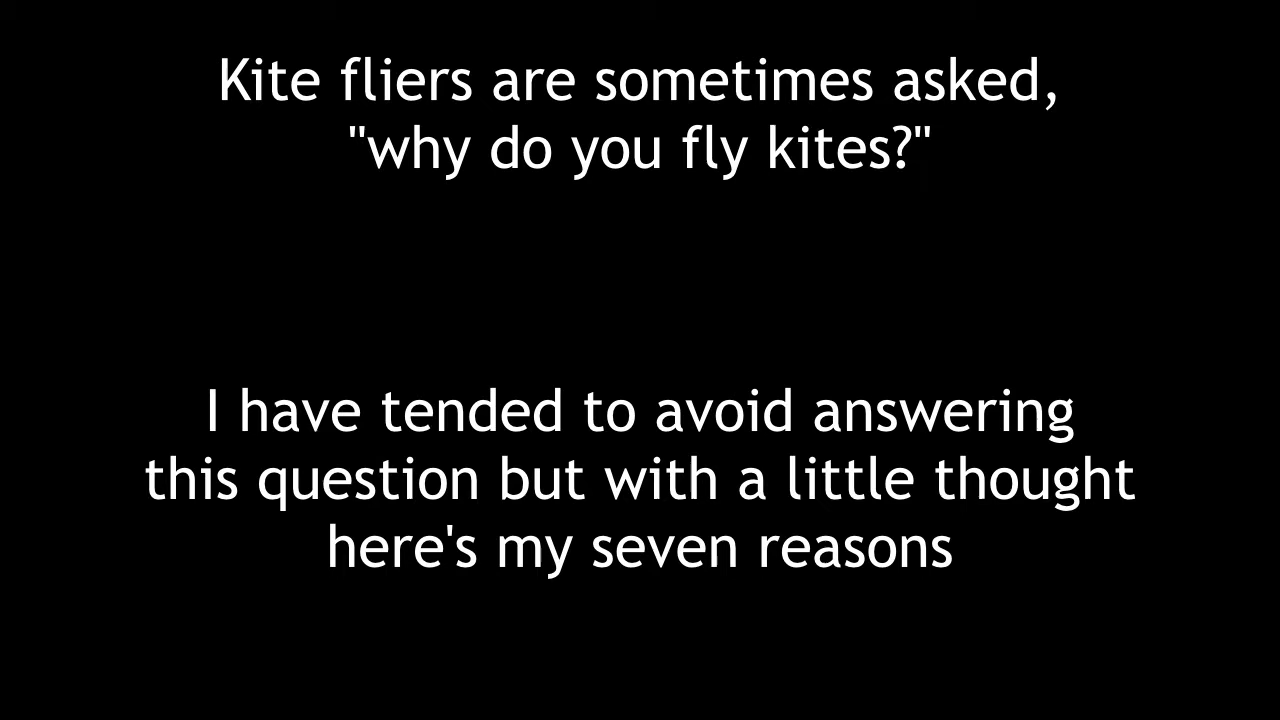 Kite fliers are sometimes asked,
"why do you fly kites?"
I have tended to avoid answering
this question but with a little thought
here's my seven reasons